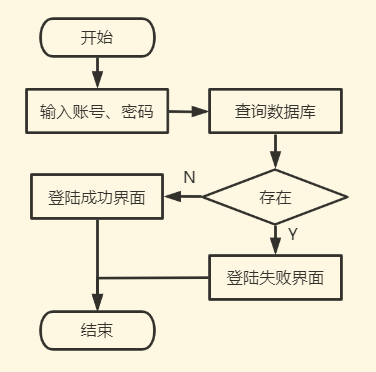 开始
输入账号、密码
查询数据库
存在
N
登陆成功界面
Y
登陆失败界面
结束